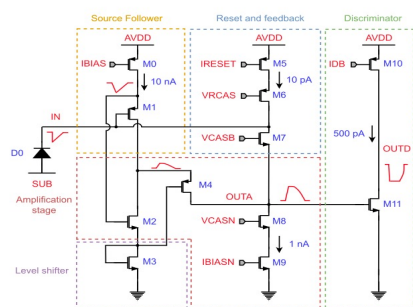 Source Follower
Reset and feedback
Discriminator
AVDD
AVDD
AVDD
IBIAS
M0
IRESET
M5
IDB
M10
10 nA
10 pA
VRCAS
M6
IN
M1
VCASB
M7
500 pA
OUTD
D0
SUB
M4
Amplification
stage
OUTA
M11
M2
VCASN
M8
1 nA
Level shifter
M3
IBIASN
M9